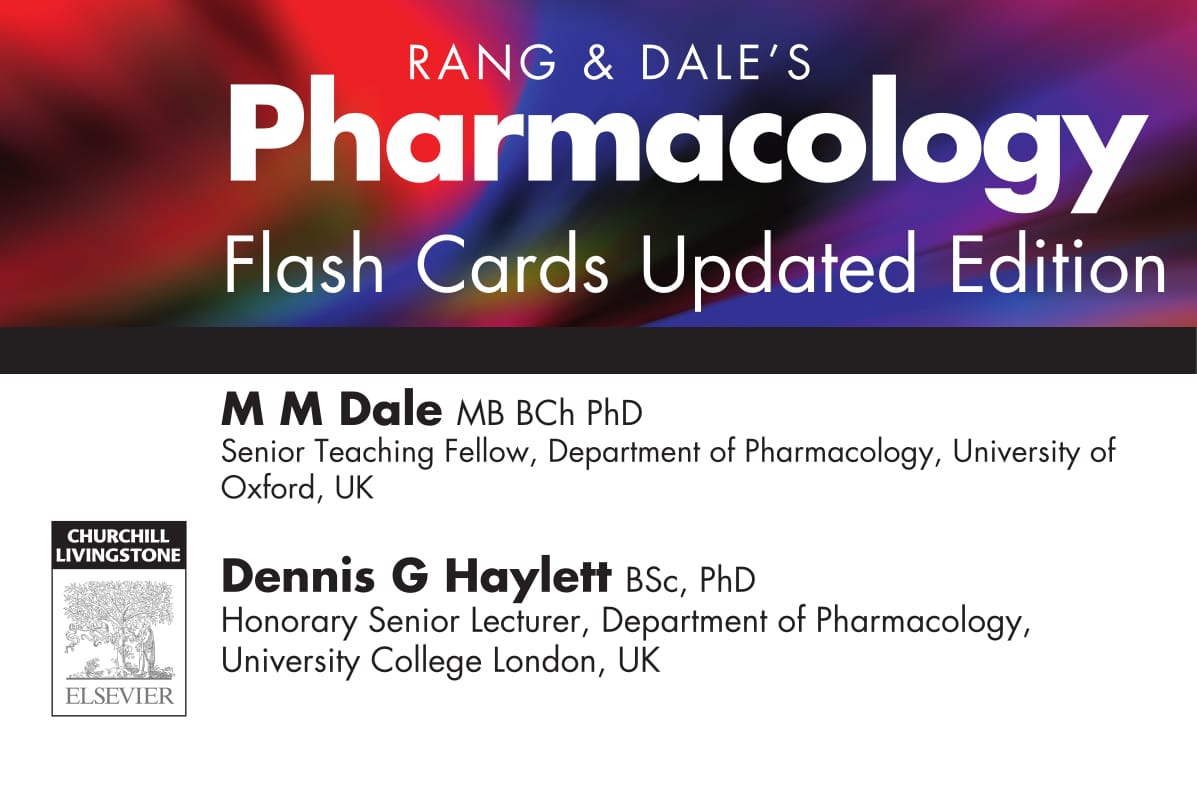 RANG & DALE’S
Pharmacology
Flash Cards Updated Edition
M M Dale MB BCh PhD
Senior Teaching Fellow, Department of Pharmacology, University of
Oxford, UK
CHURCHILL
LIVINGSTONE
ELSEVIER
Dennis G Haylett BSc, PhD
Honorary Senior Lecturer, Department of Pharmacology,
University College London, UK